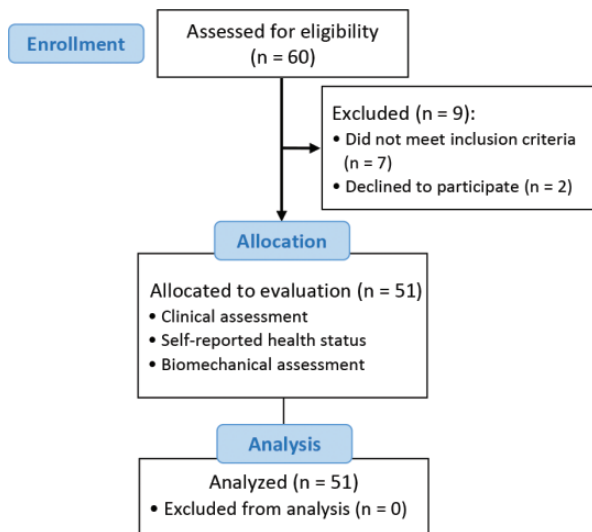 Enrollment
Assessed for eligibility
(n = 60)
Excluded (n = 9):
• Did not meet inclusion criteria
(n = 7)
• Declined to participate (n = 2)
Allocation
Allocated to evaluation (n = 51)
• Clinical assessment
• Self-reported health status
• Biomechanical assessment
Analysis
Analyzed (n = 51)
• Excluded from analysis (n = 0)